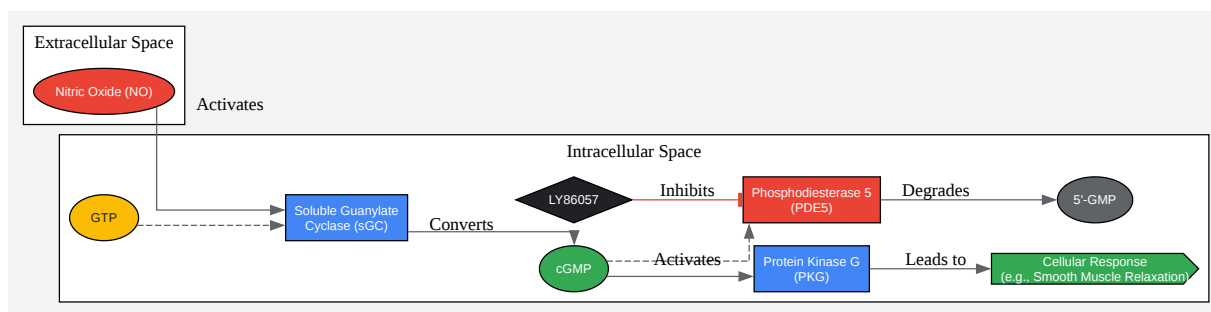 Extracellular Space
Nitric Oxide (NO)
Activates
Intracellular Space
GTP
Soluble Guanylate
Cyclase (sGC)
Converts
LY86057
Inhibits
Phosphodiesterase 5
(PDE5)
Degrades
5'-GMP
cGMP
Activates
Protein Kinase G
(PKG)
Leads to
Cellular Response
(e.g., Smooth Muscle Relaxation)